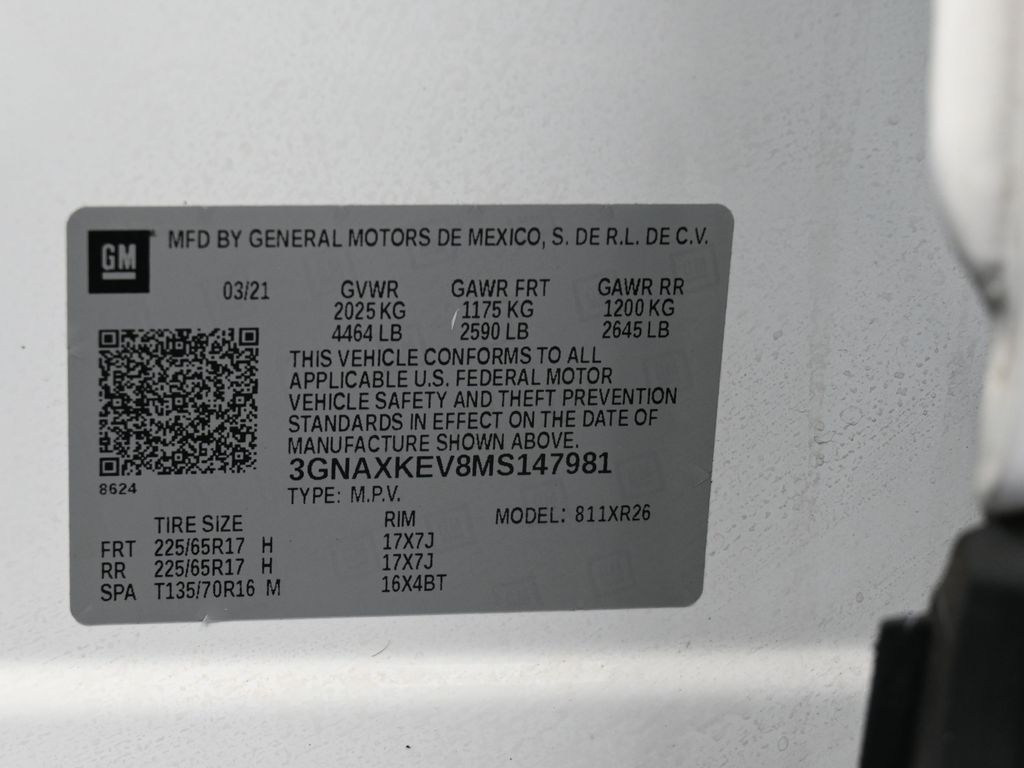 GM MFD BY GENERAL MOTORS DE MEXICO, S. DE R.L. DE C.V.
03/21 GVWR GAWR FRT GAWR RR
2025 KG 1175 KG 1200 KG
4464 LB 2590 LB 2645 LB
THIS VEHICLE CONFORMS TO ALL
APPLICABLE U.S. FEDERAL MOTOR
VEHICLE SAFETY AND THEFT PREVENTION
STANDARDS IN EFFECT ON THE DATE OF
MANUFACTURE SHOWN ABOVE.
3GNAXKEV8MS147981
8624
TYPE: M.P.V.
TIRE SIZE RIM MODEL: 811XR26
FRT 225/65R17 H 17X7J
RR 225/65R17 H 17X7J
SPA T135/70R16 M 16X4BT